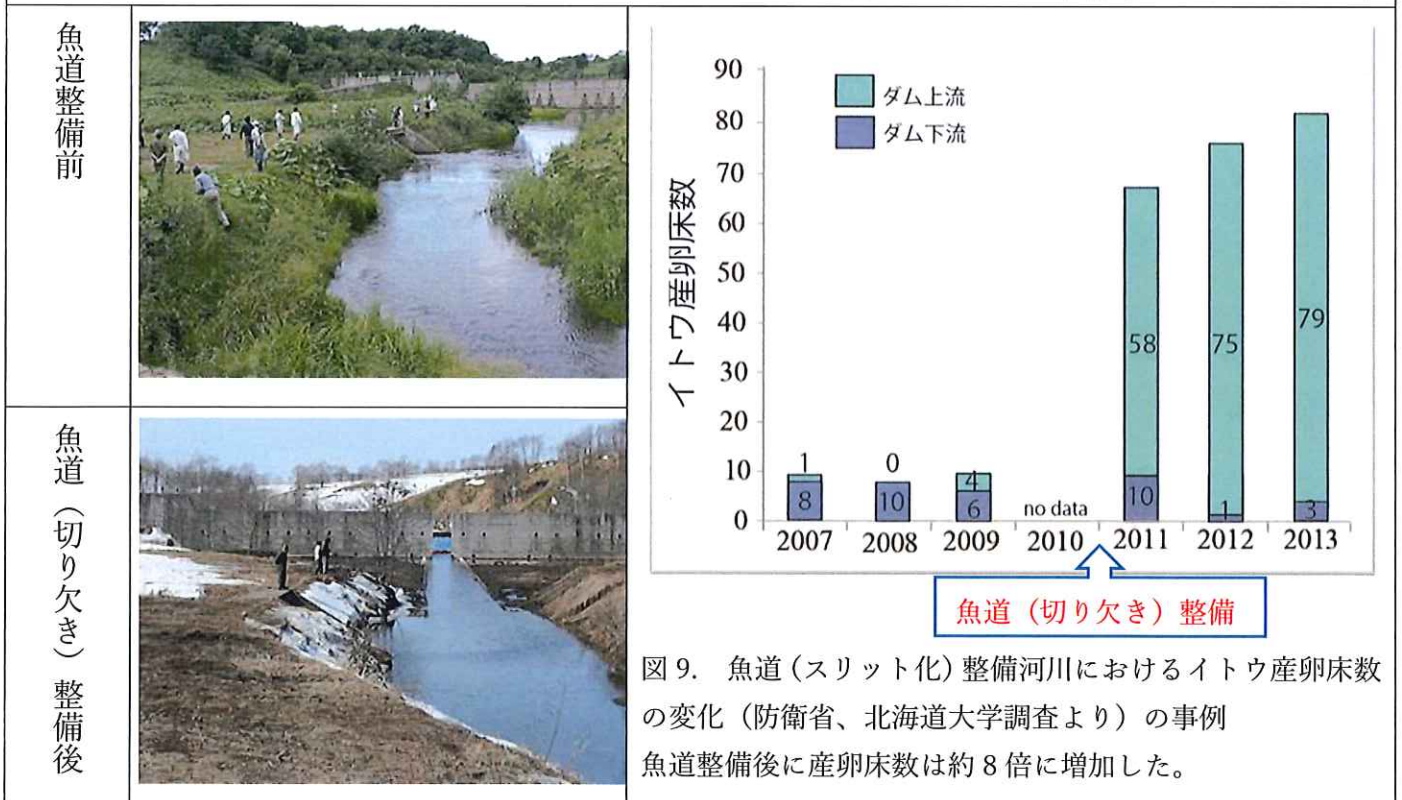 魚道整備前
魚道（切り欠き）整備後
イトウ産卵床数
90
80
70
60
50
40
30
20
10
0
ダム上流
ダム下流
1
8
0
10
4
6
no data
58
10
75
1
79
3
2007 2008 2009 2010 2011 2012 2013
魚道（切り欠き）整備
図 9.　魚道（スリット化）整備河川におけるイトウ産卵床数
の変化（防衛省、北海道大学調査より）の事例
魚道整備後に産卵床数は約 8 倍に増加した。